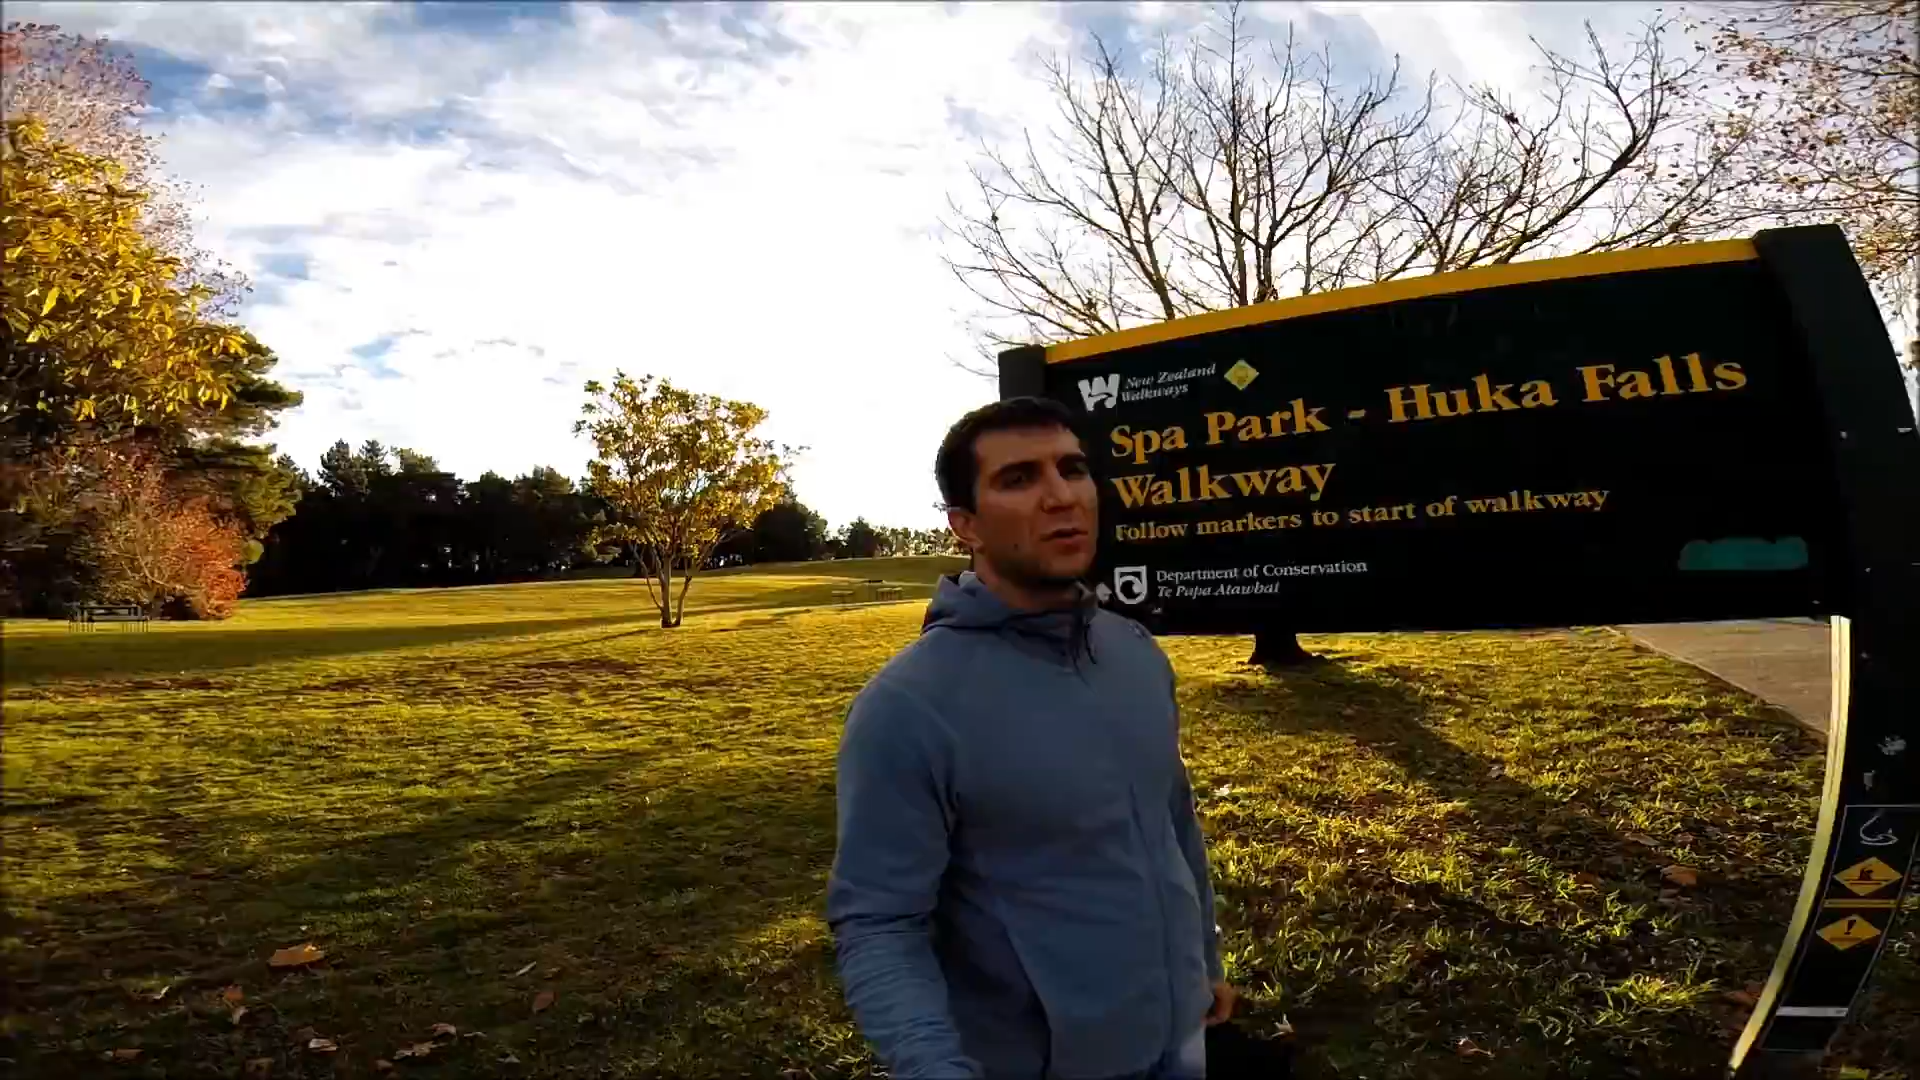 New Zealand
Walkways
Spa Park - Huka Falls
Walkway
Follow markers to start of walkway
Department of Conservation
Te Papa Atawhai